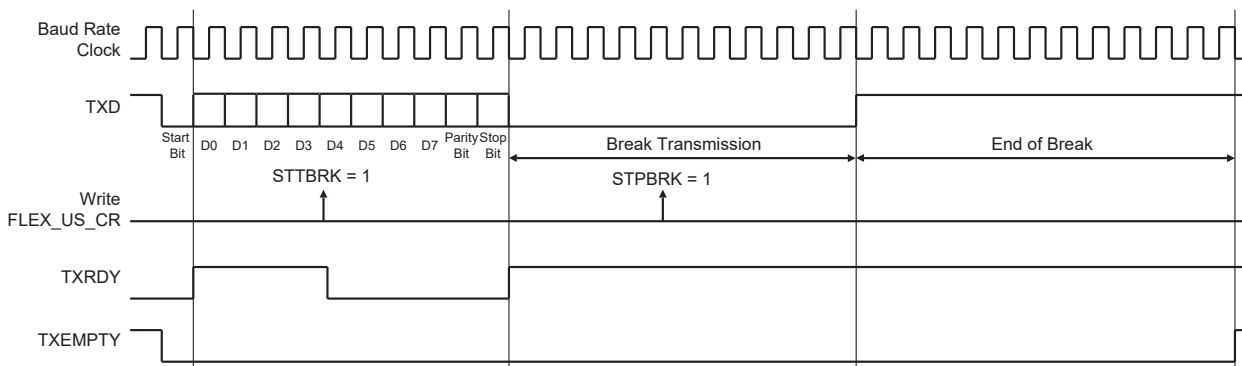 Baud Rate
Clock
TXD
Start
Bit
D0 D1 D2 D3 D4 D5 D6 D7
Parity
Bit
Stop
Bit
Break Transmission
End of Break
STTBRK = 1
STPBRK = 1
Write
FLEX_US_CR
TXRDY
TXEMPTY